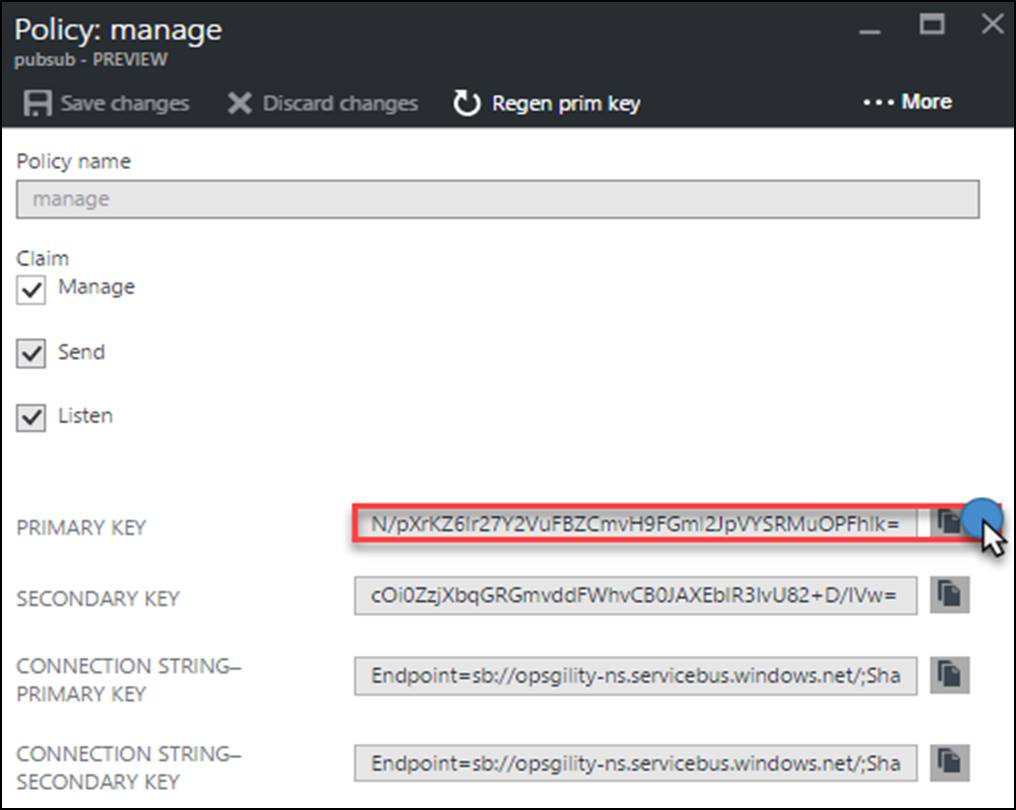 Policy: manage
pubsub - PREVIEW
Save changes
Discard changes
Regen prim key
More
Policy name
manage
Claim
Manage
Send
Listen
PRIMARY KEY
N/pXrKZ6Ir27Y2VuFBZCmvH9FGmI2JpVYSRMuOPFhIk=
SECONDARY KEY
cOi0ZzjXbqGRGmvddFWhvCB0JAXEbIR3IvU82+D/IVw=
CONNECTION STRING–
PRIMARY KEY
Endpoint=sb://opsgility-ns.servicebus.windows.net/;Sha
CONNECTION STRING–
SECONDARY KEY
Endpoint=sb://opsgility-ns.servicebus.windows.net/;Sha